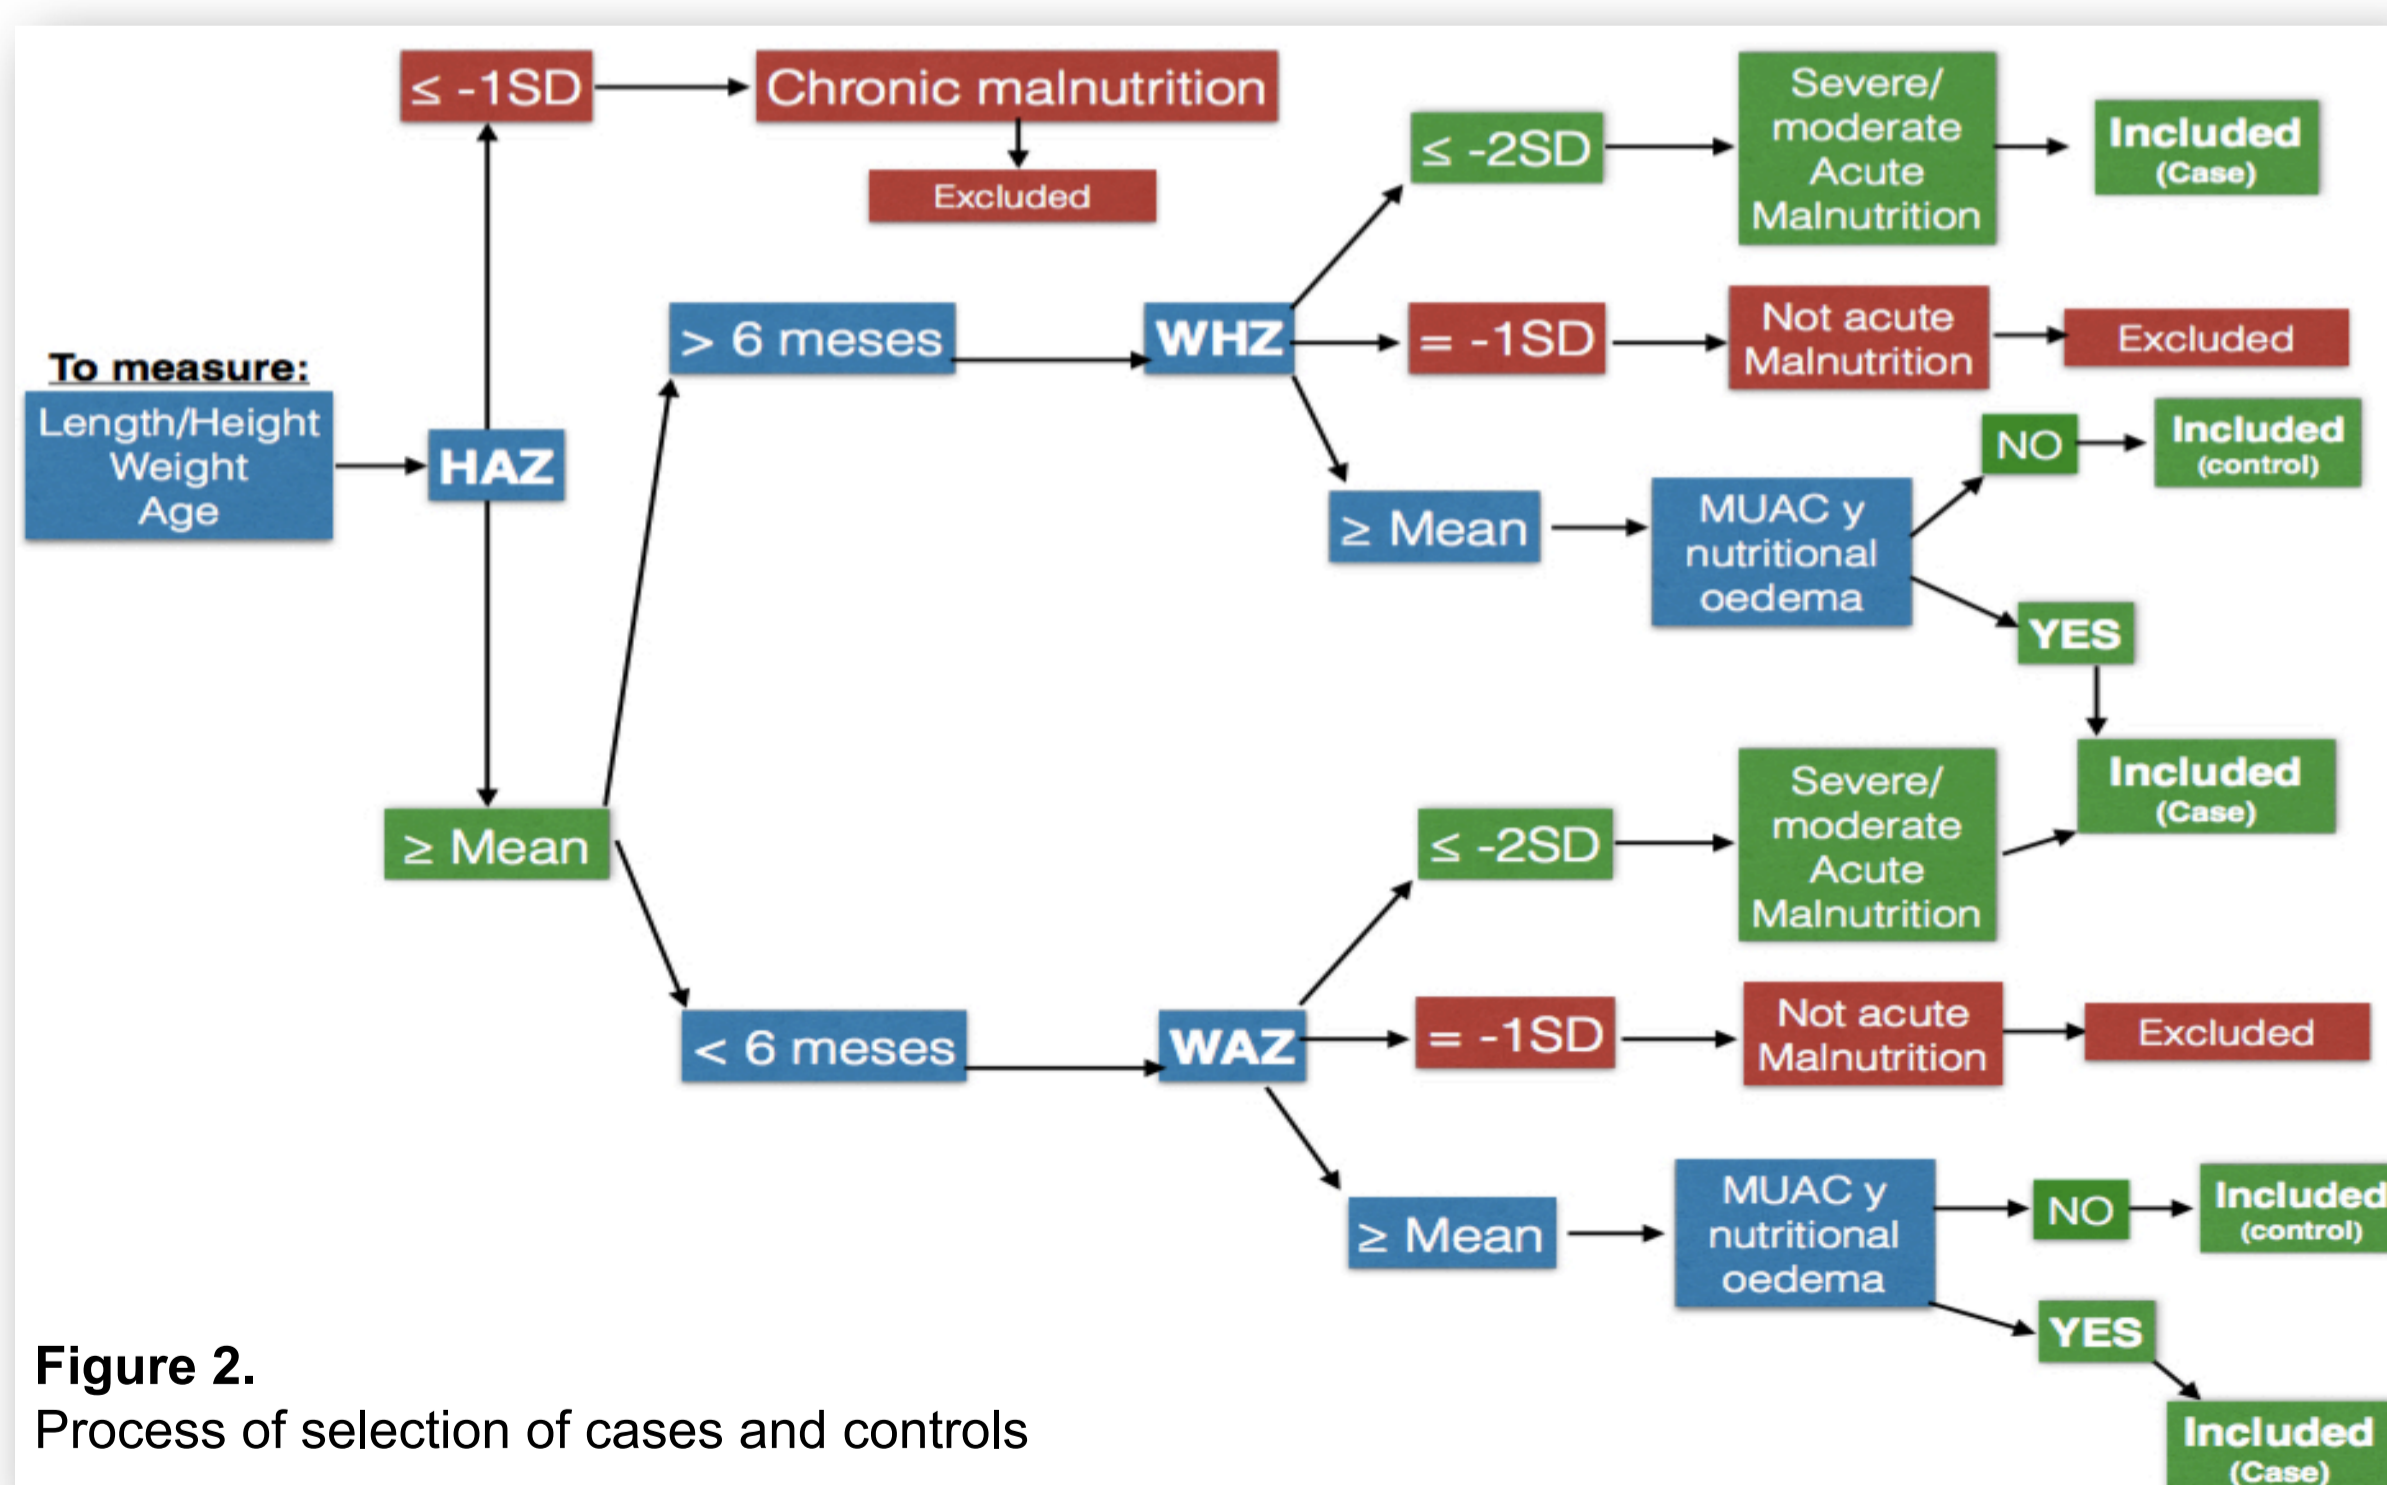 ≤ -1SD
Chronic malnutrition
Excluded
≤ -2SD
Severe/
moderate
Acute
Malnutrition
Included
(Case)
> 6 meses
WHZ
= -1SD
Not acute
Malnutrition
Excluded
To measure:
Length/Height
Weight
Age
HAZ
≥ Mean
MUAC y
nutritional
oedema
NO
Included
(control)
YES
Included
(Case)
≥ Mean
≤ -2SD
Severe/
moderate
Acute
Malnutrition
< 6 meses
WAZ
= -1SD
Not acute
Malnutrition
Excluded
≥ Mean
MUAC y
nutritional
oedema
NO
Included
(control)
YES
Included
(Case)
Figure 2.
Process of selection of cases and controls